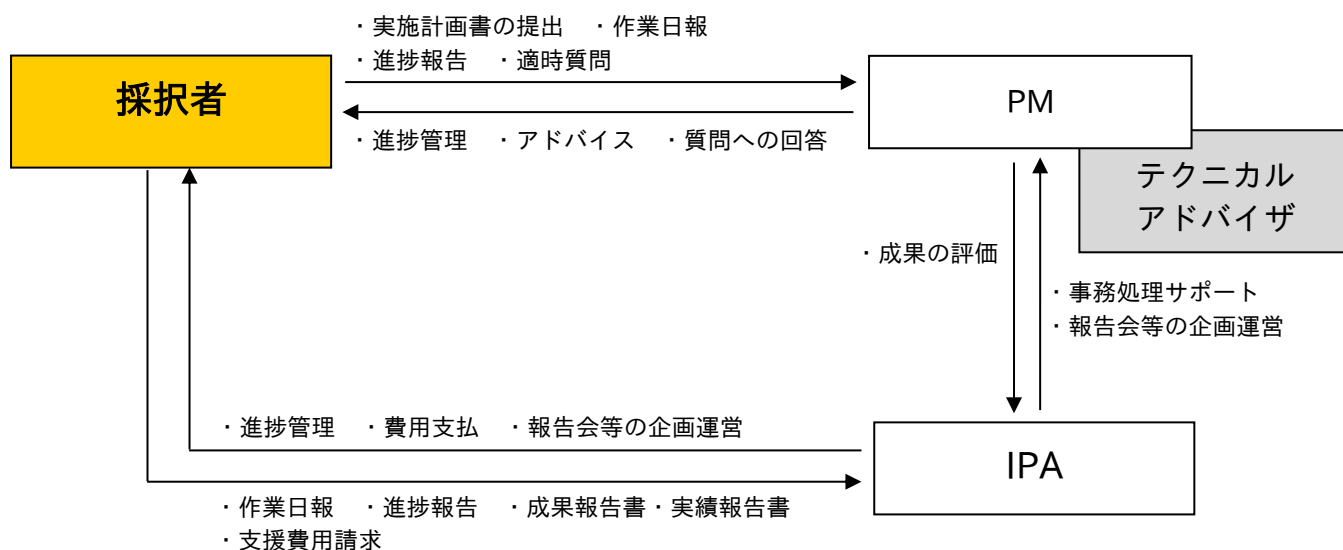 ・実施計画書の提出　・作業日報
・進捗報告　・適時質問
採択者
PM
・進捗管理　・アドバイス　・質問への回答
テクニカル
アドバイザ
・成果の評価
・事務処理サポート
・報告会等の企画運営
・進捗管理　・費用支払　・報告会等の企画運営
IPA
・作業日報　・進捗報告　・成果報告書・実績報告書
・支援費用請求